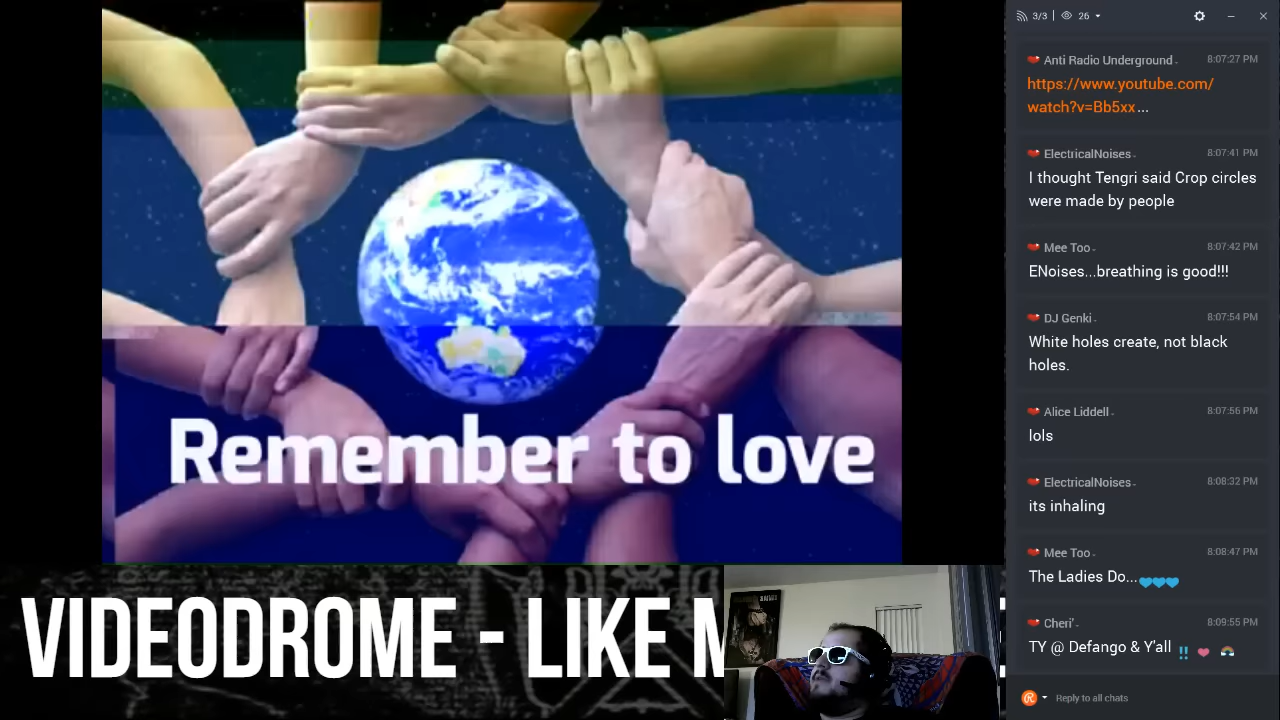 3/3
26
Anti Radio Underground
8:07:27 PM
https://www.youtube.com/
watch?v=Bb5xx...
ElectricalNoises
8:07:41 PM
I thought Tengri said Crop circles
were made by people
Mee Too
8:07:42 PM
ENoises...breathing is good!!!
DJ Genki
8:07:54 PM
White holes create, not black
holes.
Alice Liddell
8:07:56 PM
lols
ElectricalNoises
8:08:32 PM
its inhaling
Mee Too
8:08:47 PM
The Ladies Do...
Cheri'
8:09:55 PM
TY @ Defango & Y'all
Reply to all chats
Remember to love
VIDEODROME - LIKE M